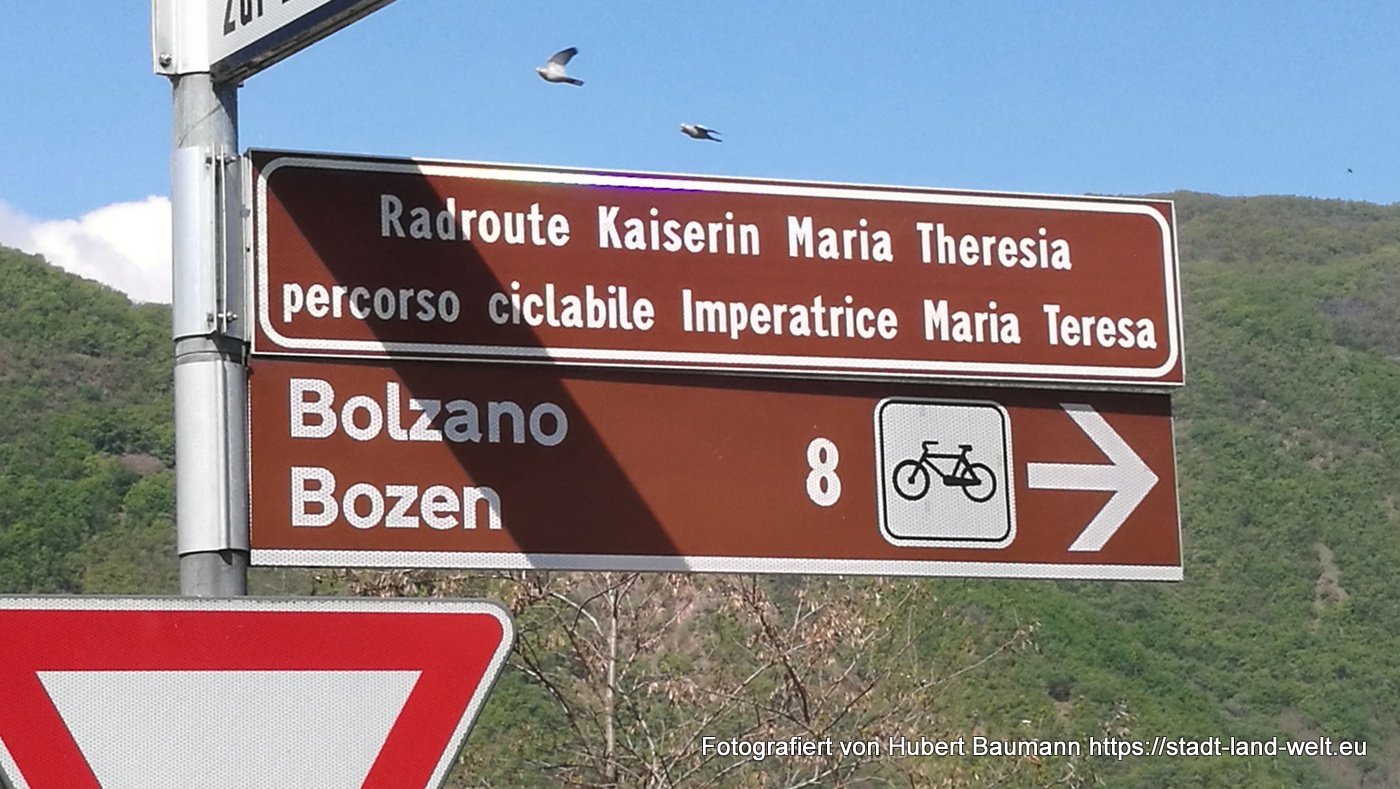 Radroute Kaiserin Maria Theresia
percorso ciclabile Imperatrice Maria Teresa
Bolzano
Bozen
8
Fotografiert von Hubert Baumann https://stadt-land-welt.eu